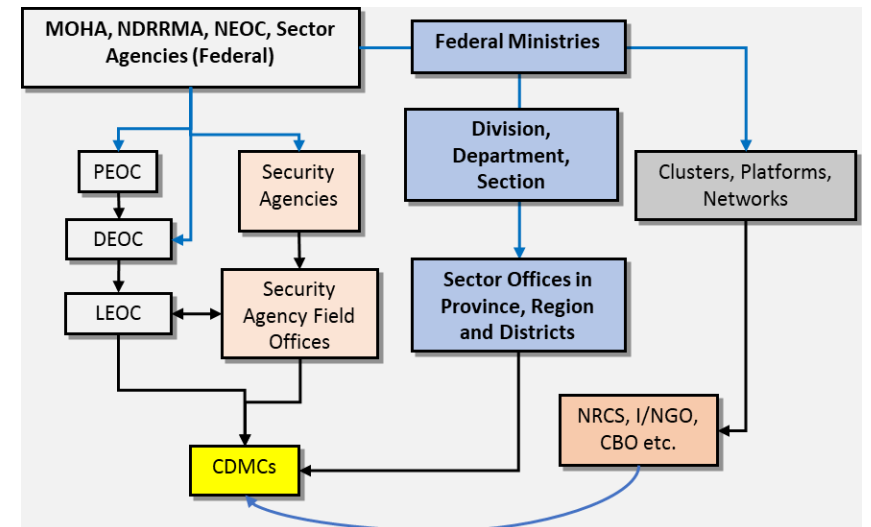 MOHA, NDRRMA, NEOC, Sector
Agencies (Federal)
Federal Ministries
Division,
Department,
Section
PEOC
Security
Agencies
Clusters, Platforms,
Networks
DEOC
LEOC
Security
Agency Field
Offices
Sector Offices in
Province, Region
and Districts
NRCS, I/NGO,
CBO etc.
CDMCs